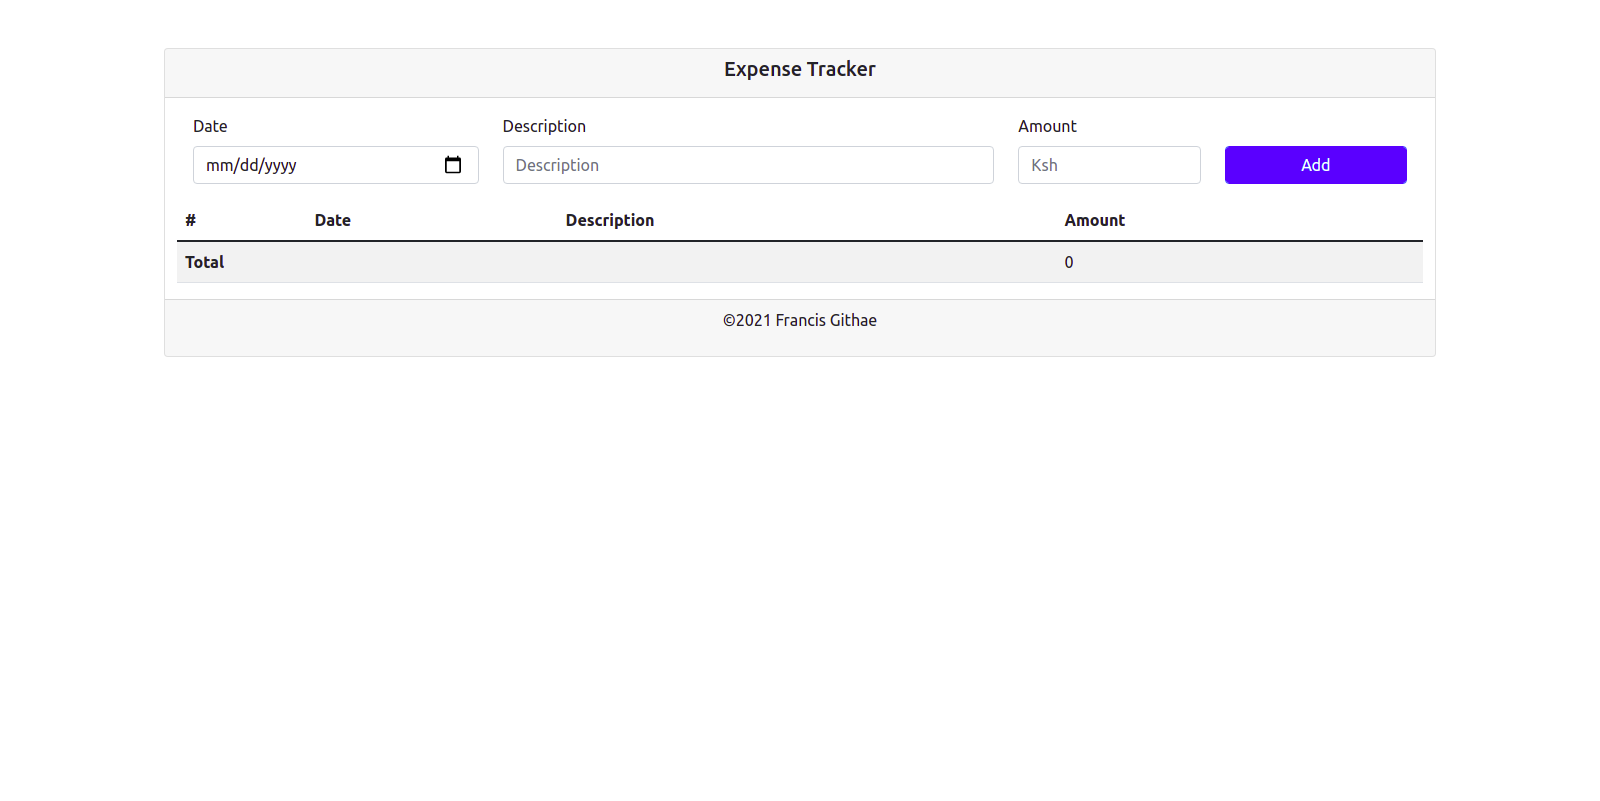 Expense Tracker
Date Description Amount
mm/dd/yyyy Description Ksh Add
# Date Description Amount
Total 0
©2021 Francis Githae